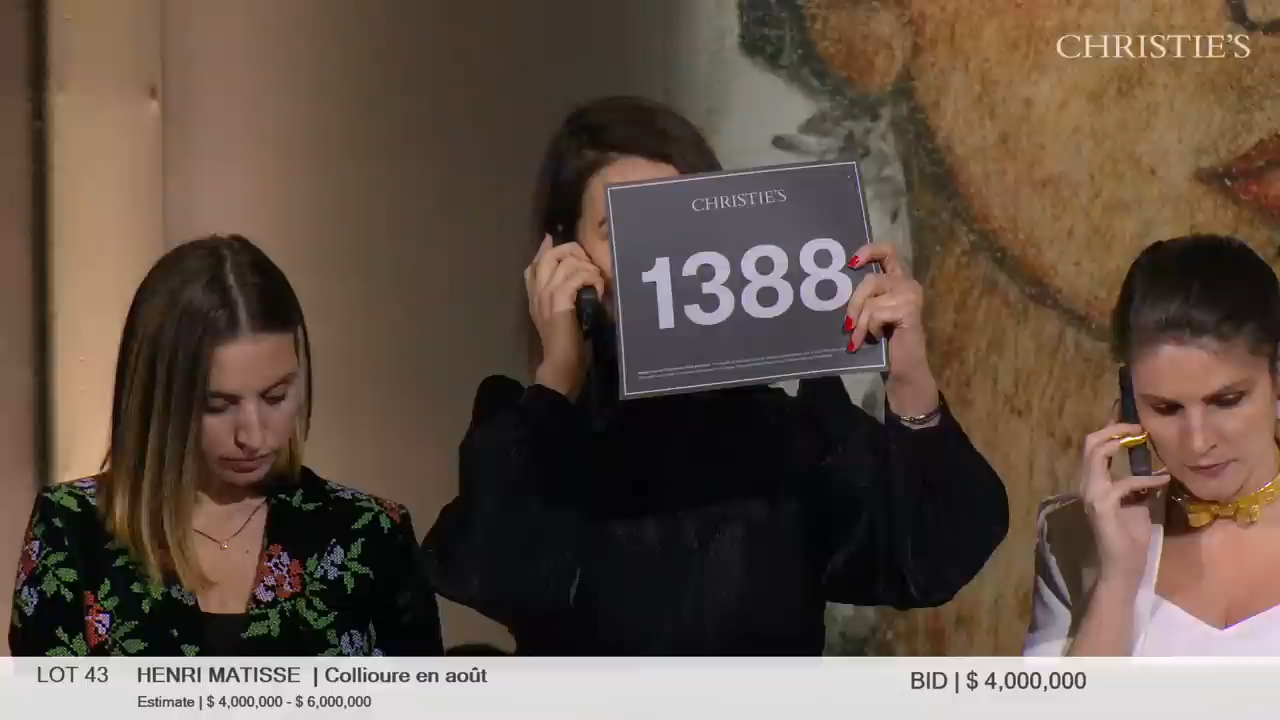 CHRISTIE'S
CHRISTIE'S
1388
LOT 43 HENRI MATISSE | Collioure en août
Estimate | $ 4,000,000 - $ 6,000,000
BID | $ 4,000,000